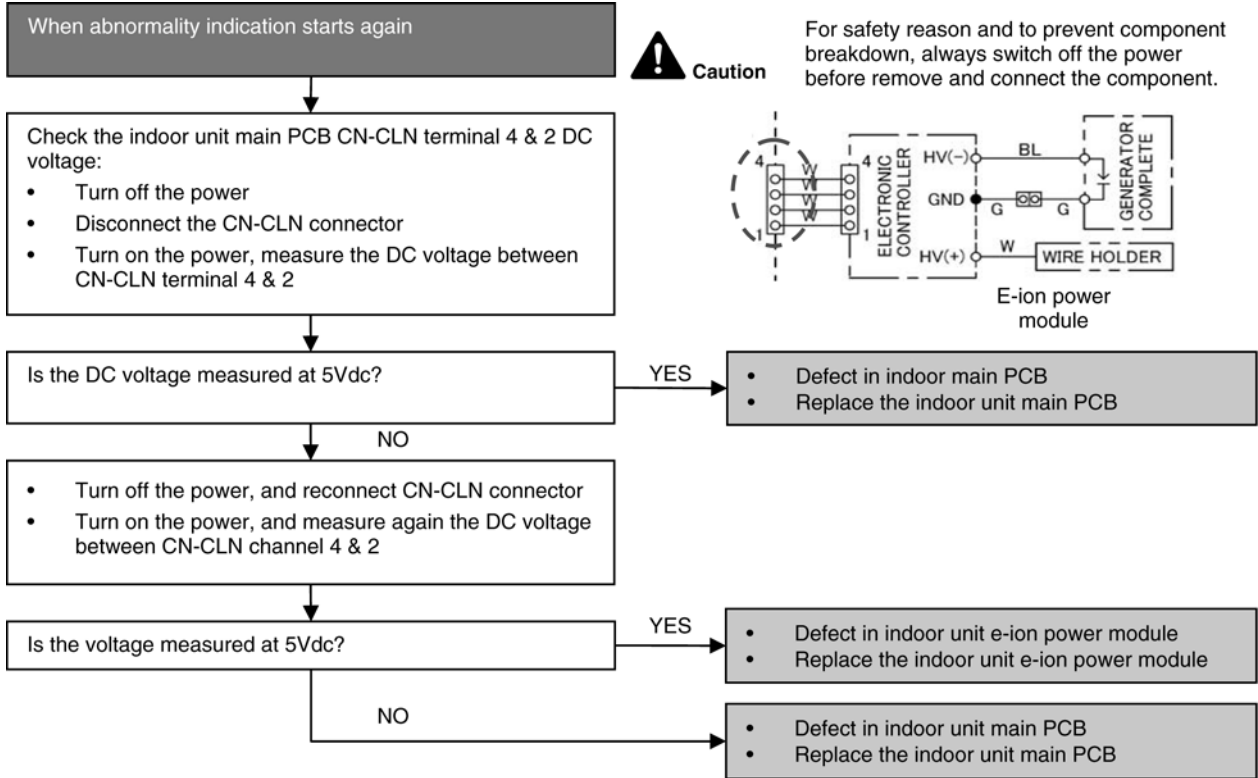 When abnormality indication starts again
Caution
For safety reason and to prevent component
breakdown, always switch off the power
before remove and connect the component.
Check the indoor unit main PCB CN-CLN terminal 4 & 2 DC
voltage:
• Turn off the power
• Disconnect the CN-CLN connector
• Turn on the power, measure the DC voltage between
CN-CLN terminal 4 & 2
4
1
W
W
W
W
4
1
ELECTRONIC
CONTROLLER
HV(−)
BL
GND
G
G
HV(+)
W
GENERATOR
COMPLETE
WIRE HOLDER
E-ion power
module
Is the DC voltage measured at 5Vdc?
YES
• Defect in indoor main PCB
• Replace the indoor unit main PCB
NO
• Turn off the power, and reconnect CN-CLN connector
• Turn on the power, and measure again the DC voltage
between CN-CLN channel 4 & 2
Is the voltage measured at 5Vdc?
YES
• Defect in indoor unit e-ion power module
• Replace the indoor unit e-ion power module
NO
• Defect in indoor unit main PCB
• Replace the indoor unit main PCB